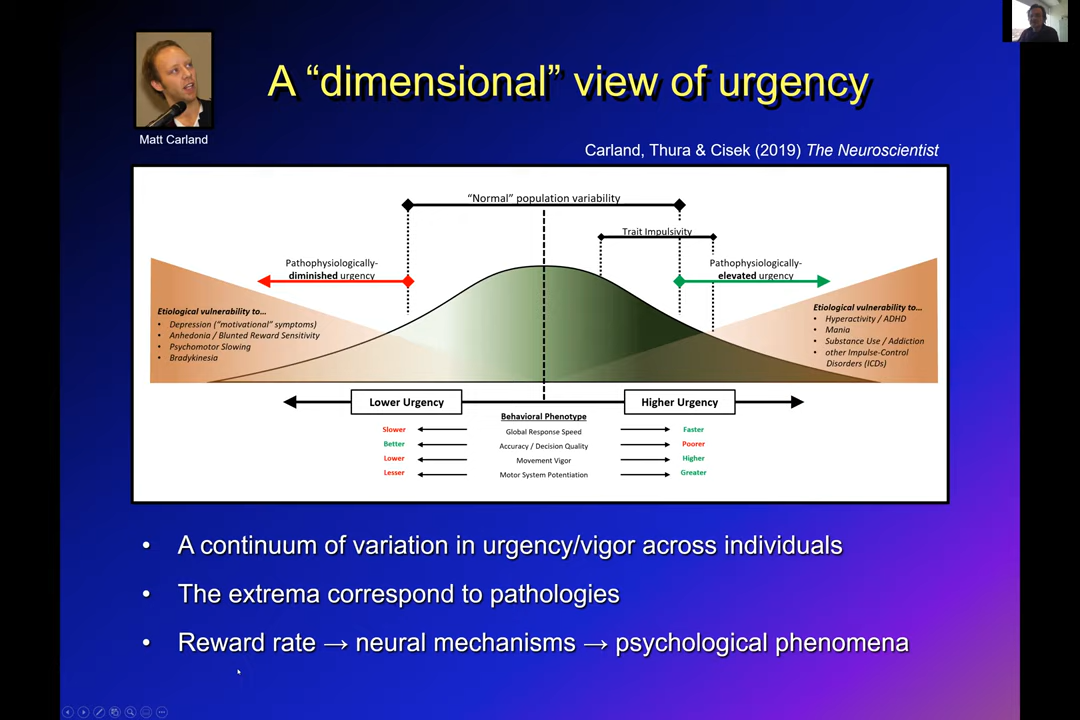 A “dimensional” view of urgency
Matt Carland
Carland, Thura & Cisek (2019) The Neuroscientist
“Normal” population variability
Trait Impulsivity
Pathophysiologically-
diminished urgency
Pathophysiologically-
elevated urgency
Etiological vulnerability to…
• Depression (“motivational” symptoms)
• Anhedonia / Blunted Reward Sensitivity
• Psychomotor Slowing
• Bradykinesia
Etiological vulnerability to…
• Hyperactivity / ADHD
• Mania
• Substance Use / Addiction
• other Impulse-Control
Disorders (ICDs)
Lower Urgency
Higher Urgency
Behavioral Phenotype
Slower Global Response Speed Faster
Better Accuracy / Decision Quality Poorer
Lower Movement Vigor Higher
Lesser Motor System Potentiation Greater
• A continuum of variation in urgency/vigor across individuals
• The extrema correspond to pathologies
• Reward rate → neural mechanisms → psychological phenomena